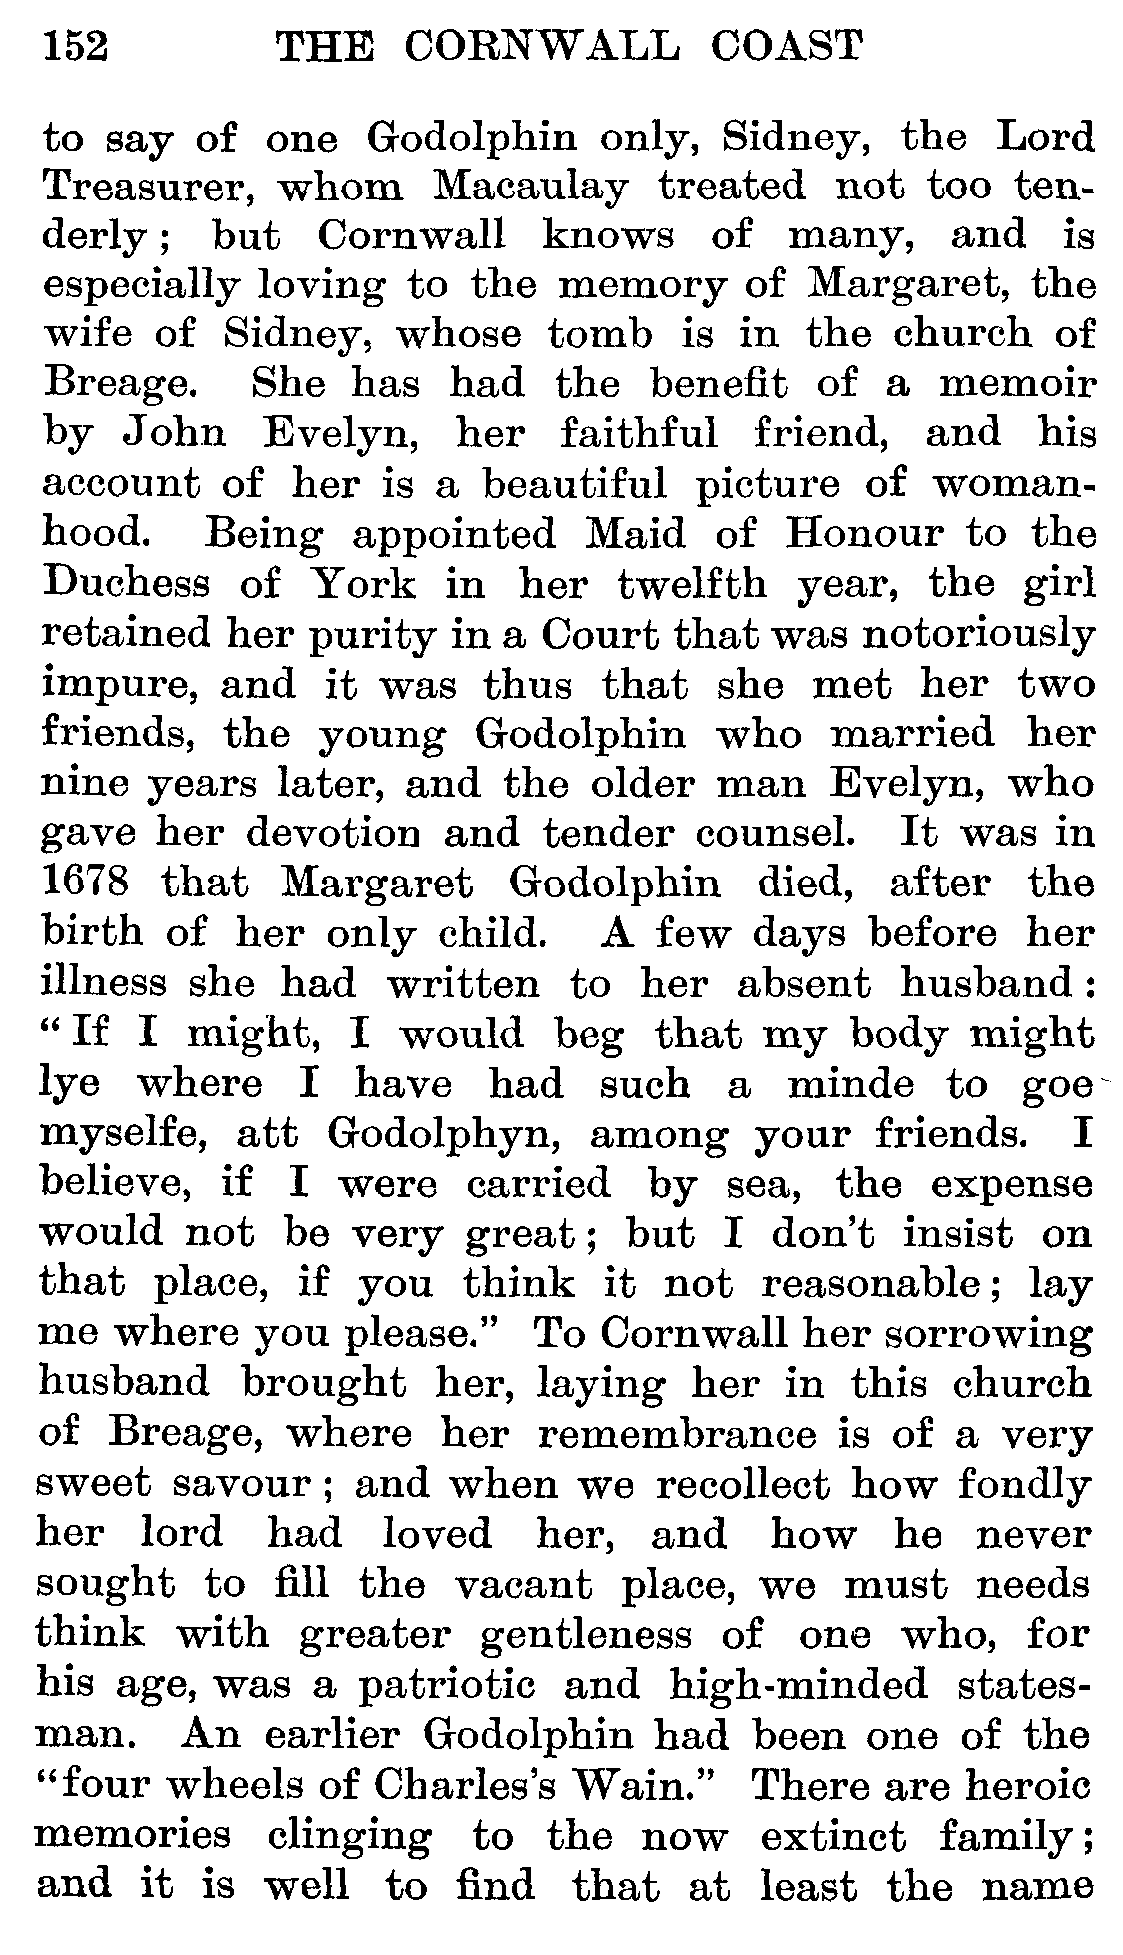 152 THE CORNWALL COAST
to say of one Godolphin only, Sidney, the Lord
Treasurer, whom Macaulay treated not too ten-
derly; but Cornwall knows of many, and is
especially loving to the memory of Margaret, the
wife of Sidney, whose tomb is in the church of
Breage. She has had the benefit of a memoir
by John Evelyn, her faithful friend, and his
account of her is a beautiful picture of woman-
hood. Being appointed Maid of Honour to the
Duchess of York in her twelfth year, the girl
retained her purity in a Court that was notoriously
impure, and it was thus that she met her two
friends, the young Godolphin who married her
nine years later, and the older man Evelyn, who
gave her devotion and tender counsel. It was in
1678 that Margaret Godolphin died, after the
birth of her only child. A few days before her
illness she had written to her absent husband:
"If I might, I would beg that my body might
lye where I have had such a minde to goe
myselfe, att Godolphyn, among your friends. I
believe, if I were carried by sea, the expense
would not be very great; but I don't insist on
that place, if you think it not reasonable; lay
me where you please." To Cornwall her sorrowing
husband brought her, laying her in this church
of Breage, where her remembrance is of a very
sweet savour; and when we recollect how fondly
her lord had loved her, and how he never
sought to fill the vacant place, we must needs
think with greater gentleness of one who, for
his age, was a patriotic and high-minded states-
man. An earlier Godolphin had been one of the
"four wheels of Charles's Wain." There are heroic
memories clinging to the now extinct family;
and it is well to find that at least the name